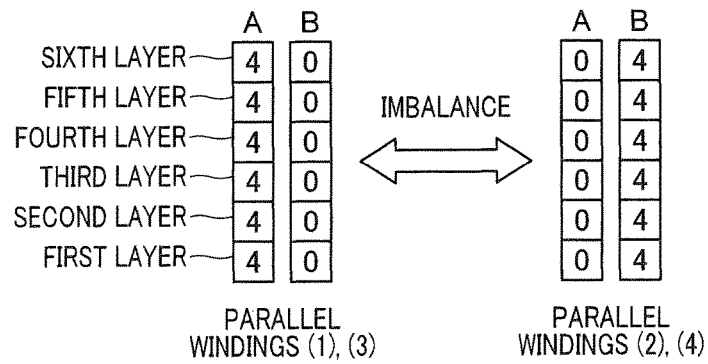 A B A B
SIXTH LAYER 4 0 0 4
FIFTH LAYER 4 0 0 4
IMBALANCE
FOURTH LAYER 4 0 0 4
THIRD LAYER 4 0 0 4
SECOND LAYER 4 0 0 4
FIRST LAYER 4 0 0 4
PARALLEL WINDINGS (1), (3)
PARALLEL WINDINGS (2), (4)